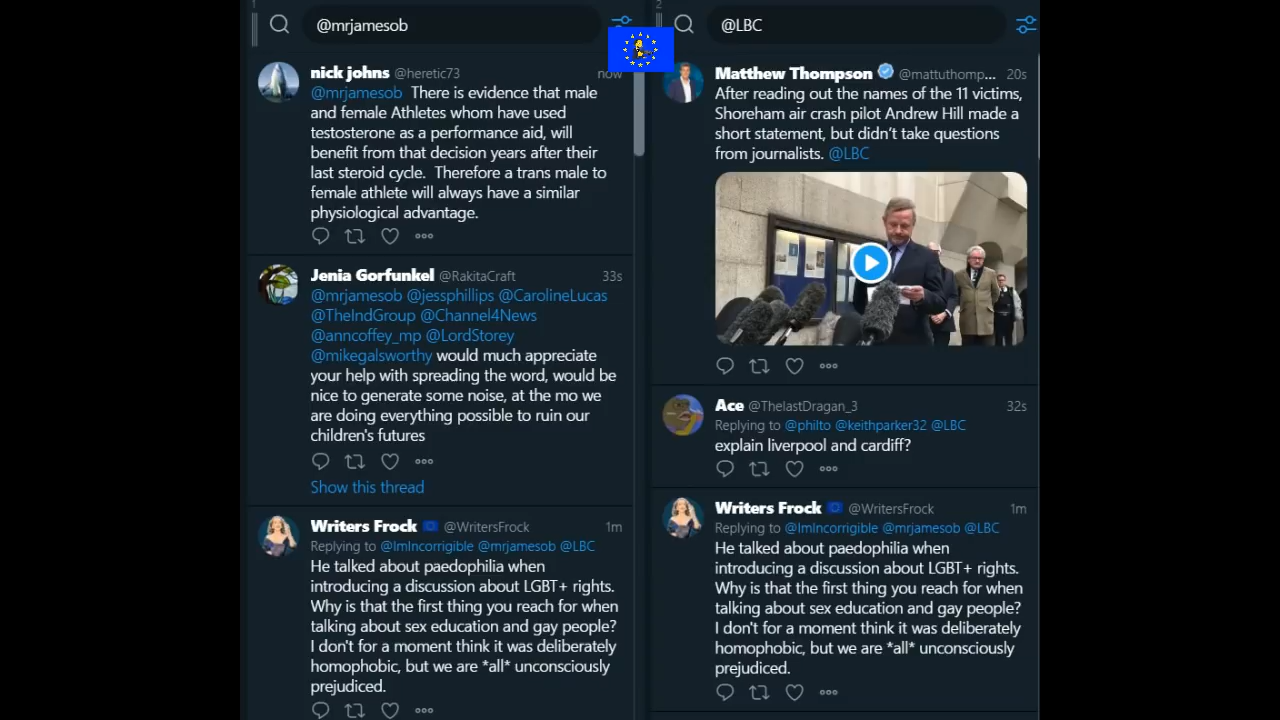 1
@mrjamesob
nick johns @heretic73 now
@mrjamesob There is evidence that male
and female Athletes whom have used
testosterone as a performance aid, will
benefit from that decision years after their
last steroid cycle. Therefore a trans male to
female athlete will always have a similar
physiological advantage.
Jenia Gorfunkel @RakitaCraft 33s
@mrjamesob @jessphillips @CarolineLucas
@TheIndGroup @Channel4News
@anncoffey_mp @LordStorey
@mikegalsworthy would much appreciate
your help with spreading the word, would be
nice to generate some noise, at the mo we
are doing everything possible to ruin our
children's futures
Show this thread
Writers Frock @WritersFrock 1m
Replying to @ImIncorrigible @mrjamesob @LBC
He talked about paedophilia when
introducing a discussion about LGBT+ rights.
Why is that the first thing you reach for when
talking about sex education and gay people?
I don't for a moment think it was deliberately
homophobic, but we are *all* unconsciously
prejudiced.
2
@LBC
Matthew Thompson @mattuthomp... 20s
After reading out the names of the 11 victims,
Shoreham air crash pilot Andrew Hill made a
short statement, but didn't take questions
from journalists. @LBC
Ace @ThelastDragan_3 32s
Replying to @philto @keithparker32 @LBC
explain liverpool and cardiff?
Writers Frock @WritersFrock 1m
Replying to @ImIncorrigible @mrjamesob @LBC
He talked about paedophilia when
introducing a discussion about LGBT+ rights.
Why is that the first thing you reach for when
talking about sex education and gay people?
I don't for a moment think it was deliberately
homophobic, but we are *all* unconsciously
prejudiced.